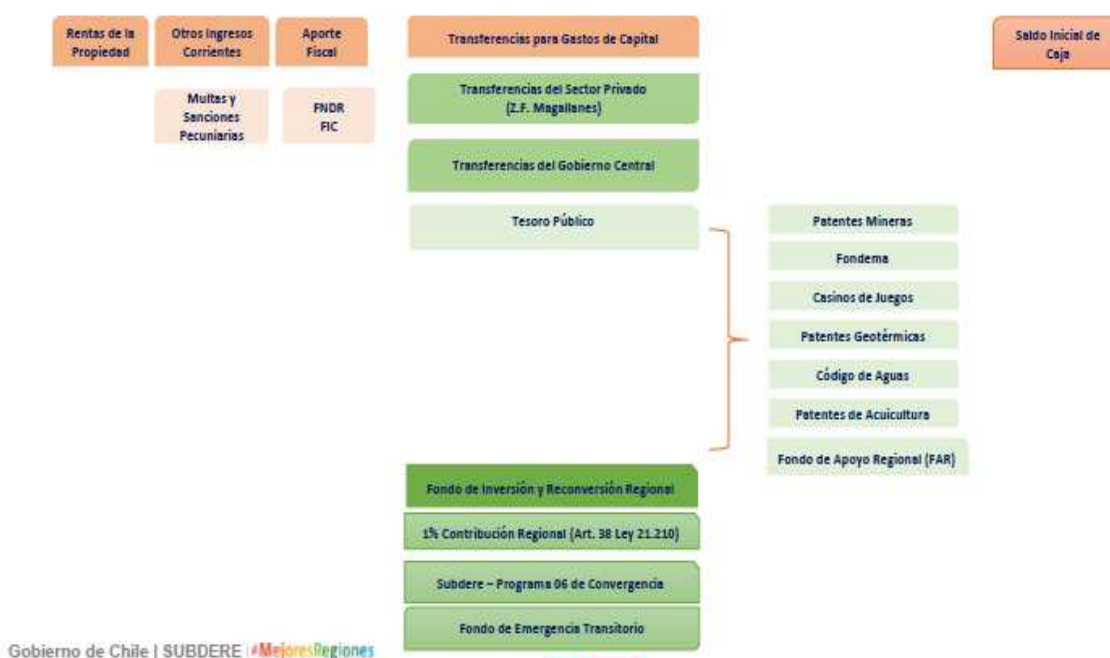 Rentas de la
Propiedad
Otros Ingresos
Corrientes
Aporte
Fiscal
Transferencias para Gastos de Capital
Saldo Inicial de
Caja
Multas y
Sanciones
Pecuniarias
FNDR
FIC
Transferencias del Sector Privado
(Z.F. Magallanes)
Transferencias del Gobierno Central
Tesoro Público
Patentes Mineras
Fondema
Casinos de Juegos
Patentes Geotérmicas
Código de Aguas
Patentes de Acuicultura
Fondo de Apoyo Regional (FAR)
Fondo de Inversión y Reconversión Regional
1% Contribución Regional (Art. 38 Ley 21.210)
Subdere – Programa 06 de Convergencia
Fondo de Emergencia Transitorio
Gobierno de Chile | SUBDERE | #MejoresRegiones